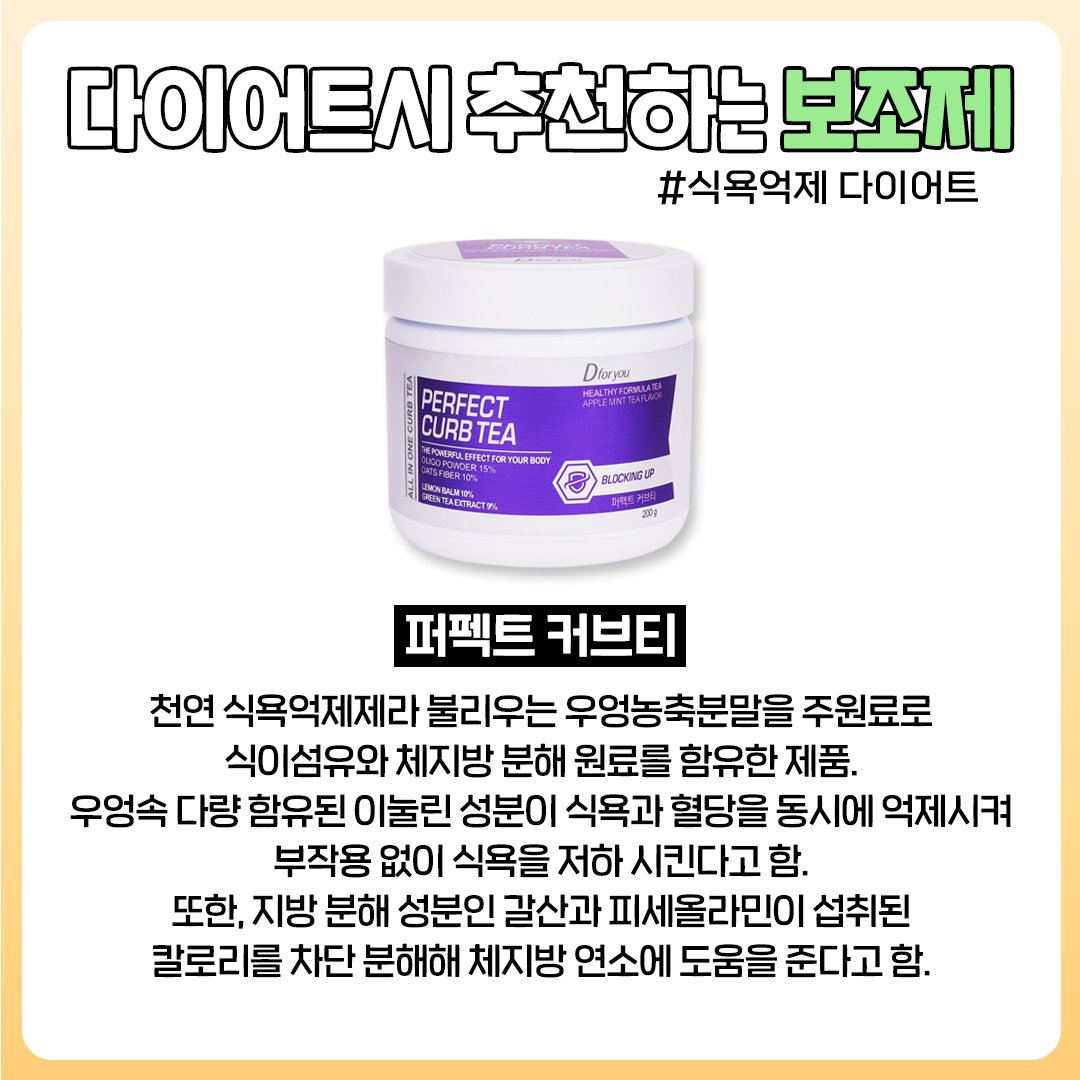 다이어트시 추천하는 보조제
#식욕억제 다이어트
PERFECT
CURB TEA
D for you
D for you
HEALTHY FORMULA TEA
APPLE MINT TEA FLAVOR
ALL IN ONE CURB TEA
PERFECT
CURB TEA
THE POWERFUL EFFECT FOR YOUR BODY
OLIGO POWDER 15%
OATS FIBER 10%
LEMON BALM 10%
GREEN TEA EXTRACT 9%
BLOCKING UP
퍼펙트 커브티
200 g
퍼펙트 커브티
천연 식욕억제제라 불리우는 우엉농축분말을 주원료로
식이섬유와 체지방 분해 원료를 함유한 제품.
우엉속 다량 함유된 이눌린 성분이 식욕과 혈당을 동시에 억제시켜
부작용 없이 식욕을 저하 시킨다고 함.
또한, 지방 분해 성분인 갈산과 피세올라민이 섭취된
칼로리를 차단 분해해 체지방 연소에 도움을 준다고 함.